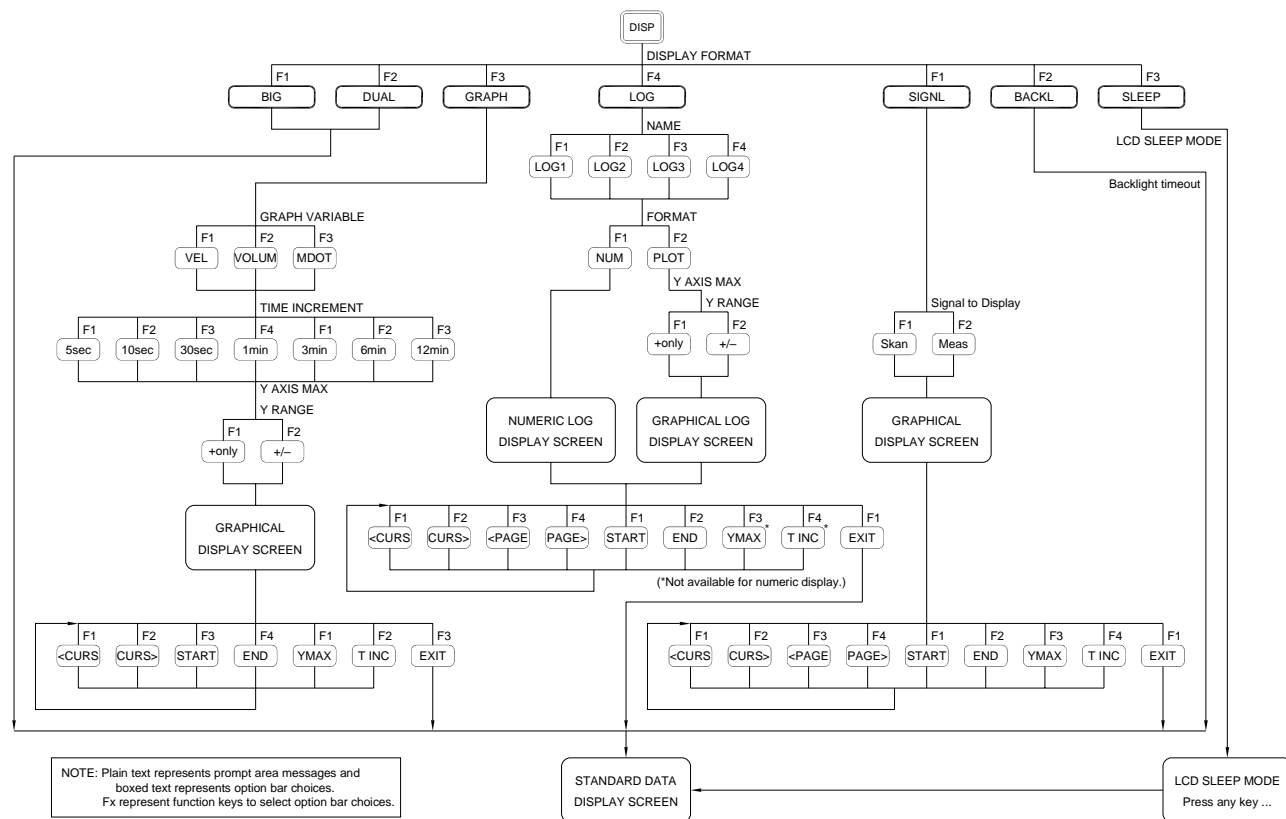 DISP
DISPLAY FORMAT
F1 F2 F3 F4 F1 F2 F3
BIG DUAL GRAPH LOG SIGNL BACKL SLEEP
NAME
LCD SLEEP MODE
F1 F2 F3 F4
LOG1 LOG2 LOG3 LOG4
Backlight timeout
GRAPH VARIABLE
FORMAT
F1 F2 F3
VEL VOLUM MDOT
F1 F2
NUM PLOT
Y AXIS MAX
TIME INCREMENT
Y RANGE
Signal to Display
F1 F2 F3 F4 F1 F2 F3
5sec 10sec 30sec 1min 3min 6min 12min
F1 F2
+only +/–
F1 F2
Skan Meas
Y AXIS MAX
Y RANGE
F1 F2
+only +/–
NUMERIC LOG
DISPLAY SCREEN
GRAPHICAL LOG
DISPLAY SCREEN
GRAPHICAL
DISPLAY SCREEN
GRAPHICAL
DISPLAY SCREEN
F1 F2 F3 F4 F1 F2 F3 F4 F1
<CURS CURS> <PAGE PAGE> START END YMAX* T INC* EXIT
(*Not available for numeric display.)
F1 F2 F3 F4 F1 F2 F3
<CURS CURS> START END YMAX T INC EXIT
F1 F2 F3 F4 F1 F2 F3 F4 F1
<CURS CURS> <PAGE PAGE> START END YMAX T INC EXIT
NOTE: Plain text represents prompt area messages and
boxed text represents option bar choices.
Fx represent function keys to select option bar choices.
STANDARD DATA
DISPLAY SCREEN
LCD SLEEP MODE
Press any key ...